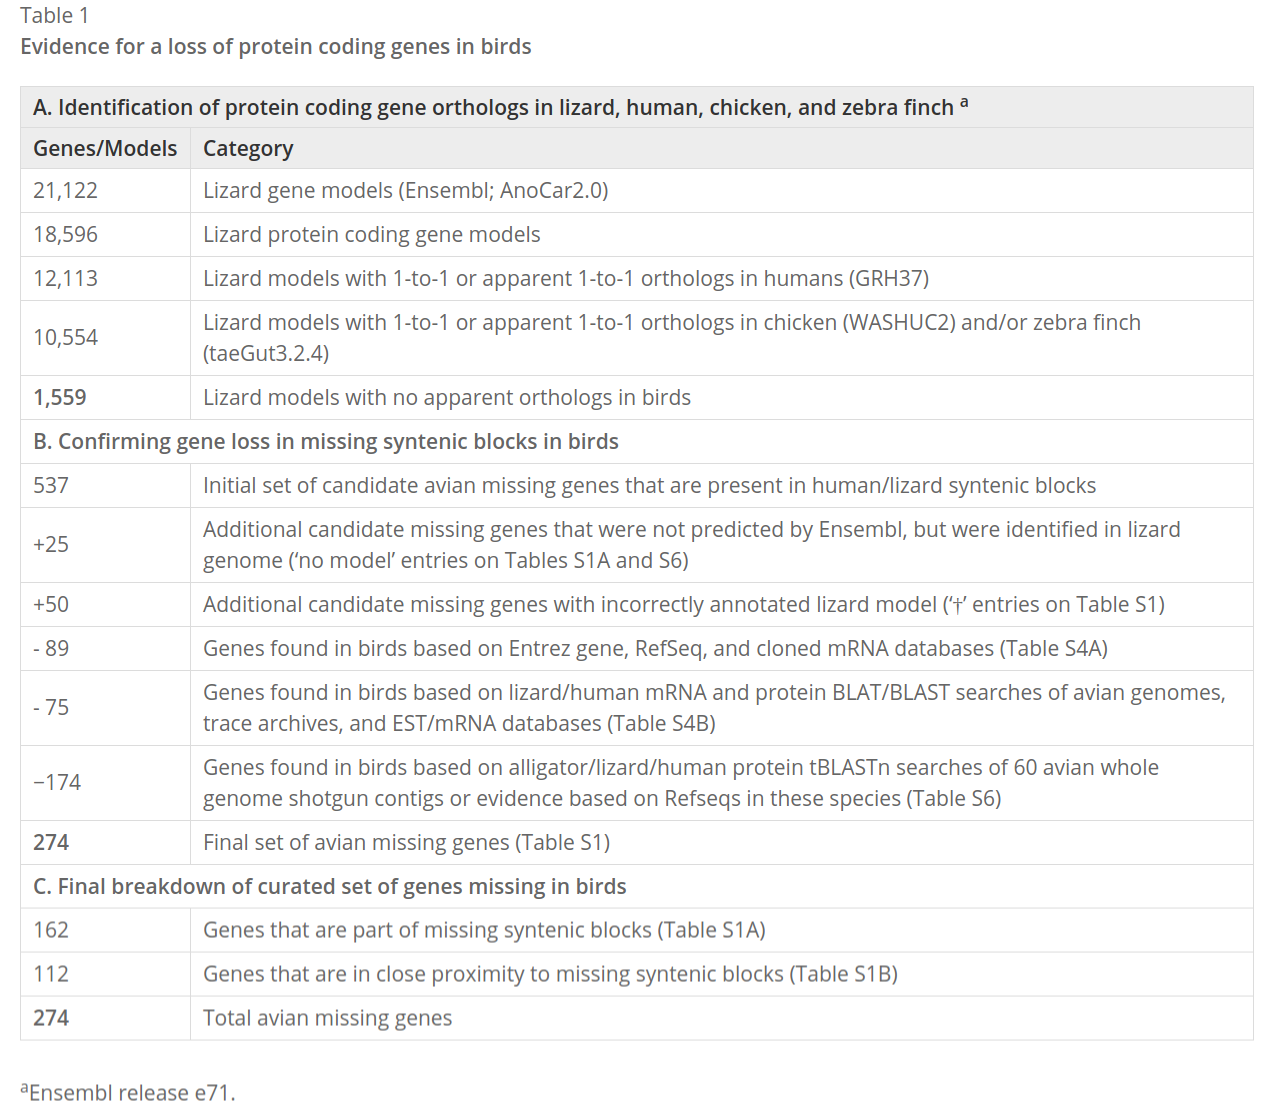 Table 1
Evidence for a loss of protein coding genes in birds
A. Identification of protein coding gene orthologs in lizard, human, chicken, and zebra finch a
Genes/Models Category
21,122 Lizard gene models (Ensembl; AnoCar2.0)
18,596 Lizard protein coding gene models
12,113 Lizard models with 1-to-1 or apparent 1-to-1 orthologs in humans (GRH37)
10,554 Lizard models with 1-to-1 or apparent 1-to-1 orthologs in chicken (WASHUC2) and/or zebra finch
(taeGut3.2.4)
1,559 Lizard models with no apparent orthologs in birds
B. Confirming gene loss in missing syntenic blocks in birds
537 Initial set of candidate avian missing genes that are present in human/lizard syntenic blocks
+25 Additional candidate missing genes that were not predicted by Ensembl, but were identified in lizard
genome (‘no model’ entries on Tables S1A and S6)
+50 Additional candidate missing genes with incorrectly annotated lizard model (‘†’ entries on Table S1)
- 89 Genes found in birds based on Entrez gene, RefSeq, and cloned mRNA databases (Table S4A)
- 75 Genes found in birds based on lizard/human mRNA and protein BLAT/BLAST searches of avian genomes,
trace archives, and EST/mRNA databases (Table S4B)
−174 Genes found in birds based on alligator/lizard/human protein tBLASTn searches of 60 avian whole
genome shotgun contigs or evidence based on Refseqs in these species (Table S6)
274 Final set of avian missing genes (Table S1)
C. Final breakdown of curated set of genes missing in birds
162 Genes that are part of missing syntenic blocks (Table S1A)
112 Genes that are in close proximity to missing syntenic blocks (Table S1B)
274 Total avian missing genes
aEnsembl release e71.